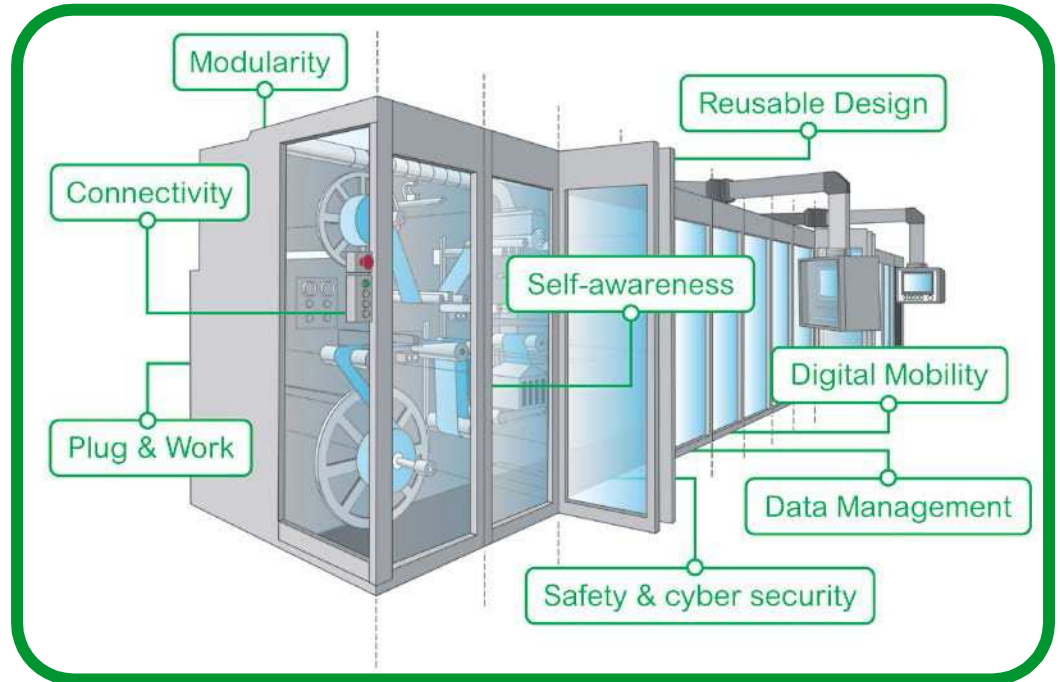 Modularity
Reusable Design
Connectivity
Self-awareness
Digital Mobility
Plug & Work
Data Management
Safety & cyber security